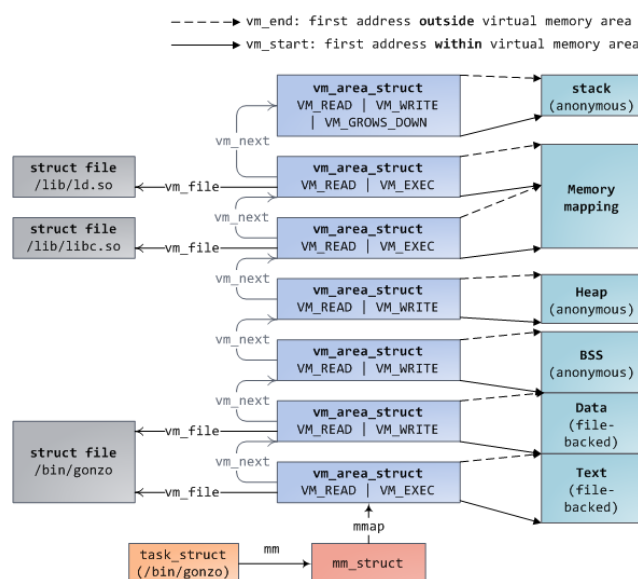 vm_end: first address outside virtual memory area
vm_start: first address within virtual memory area
vm_area_struct
VM_READ | VM_WRITE
| VM_GROWS_DOWN
stack
(anonymous)
vm_next
struct file
/lib/ld.so
vm_file
vm_area_struct
VM_READ | VM_EXEC
Memory
mapping
vm_next
struct file
/lib/libc.so
vm_file
vm_area_struct
VM_READ | VM_EXEC
vm_next
vm_area_struct
VM_READ | VM_WRITE
Heap
(anonymous)
vm_next
vm_area_struct
VM_READ | VM_WRITE
BSS
(anonymous)
vm_next
struct file
/bin/gonzo
vm_file
vm_area_struct
VM_READ | VM_WRITE
Data
(file-
backed)
vm_next
vm_file
vm_area_struct
VM_READ | VM_EXEC
Text
(file-
backed)
mmap
task_struct
(/bin/gonzo)
mm
mm_struct